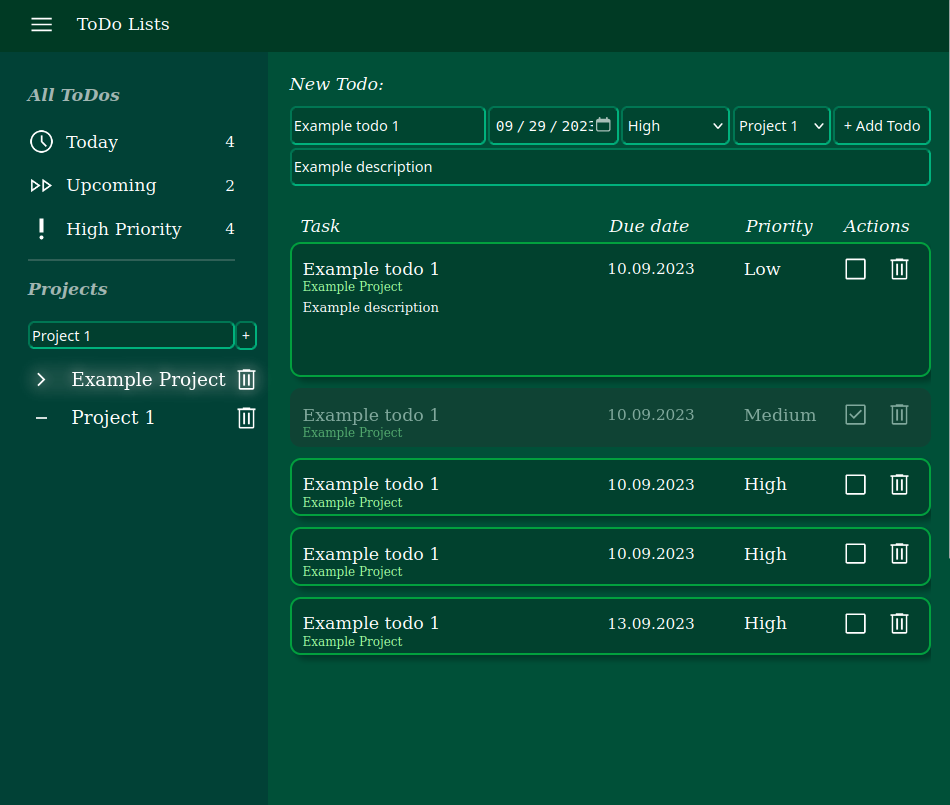 ToDo Lists
All ToDos
Today 4
Upcoming 2
High Priority 4
Projects
Project 1 +
Example Project
Project 1
New Todo:
Example todo 1 09 / 29 / 2023 High Project 1 + Add Todo
Example description
Task Due date Priority Actions
Example todo 1 10.09.2023 Low
Example Project
Example description
Example todo 1 10.09.2023 Medium
Example Project
Example todo 1 10.09.2023 High
Example Project
Example todo 1 10.09.2023 High
Example Project
Example todo 1 13.09.2023 High
Example Project